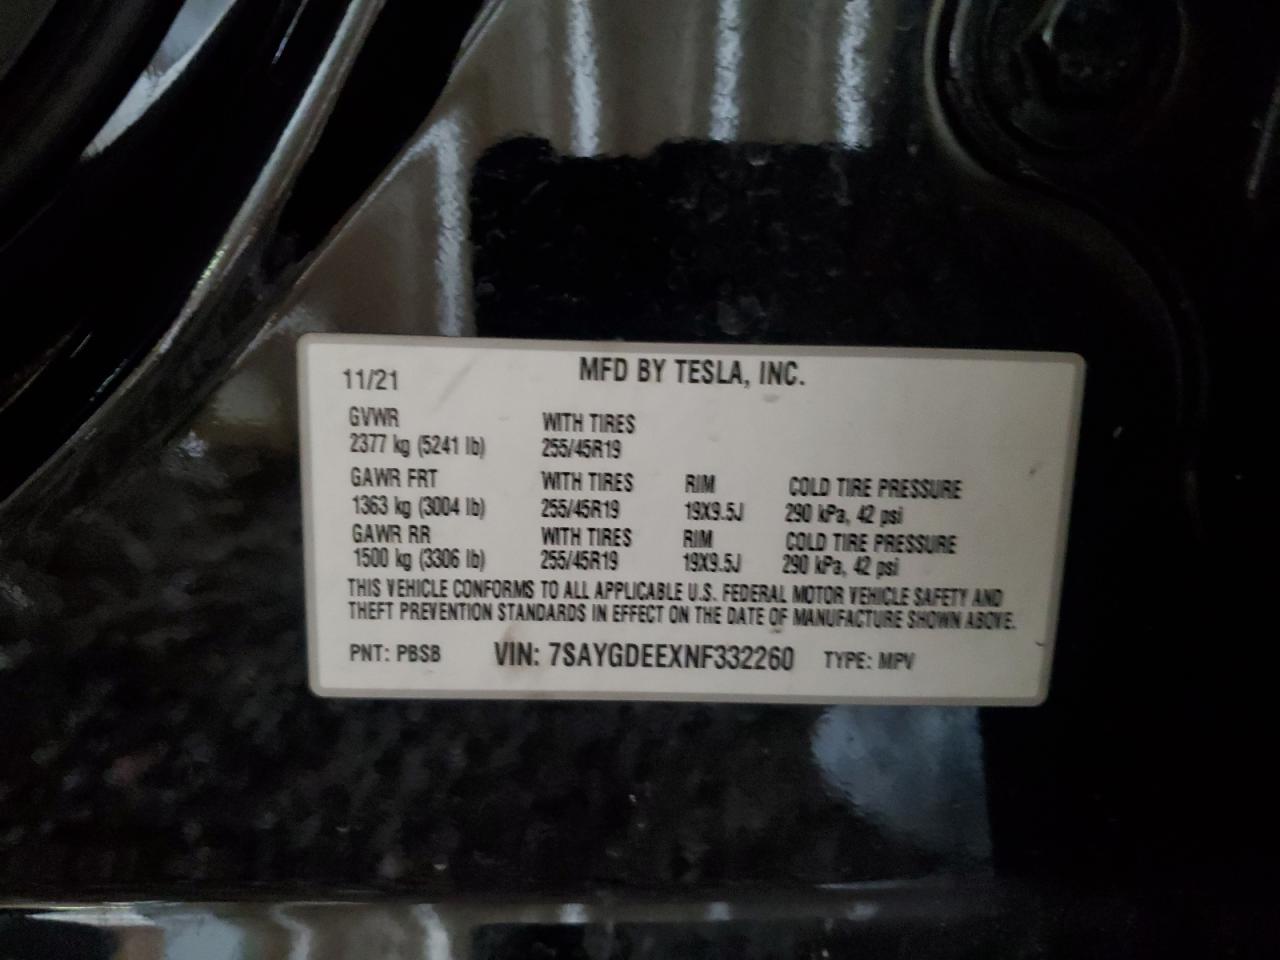 11/21 MFD BY TESLA, INC.
GVWR WITH TIRES
2377 kg (5241 lb) 255/45R19
GAWR FRT WITH TIRES RIM COLD TIRE PRESSURE
1363 kg (3004 lb) 255/45R19 19X9.5J 290 kPa, 42 psi
GAWR RR WITH TIRES RIM COLD TIRE PRESSURE
1500 kg (3306 lb) 255/45R19 19X9.5J 290 kPa, 42 psi
THIS VEHICLE CONFORMS TO ALL APPLICABLE U.S. FEDERAL MOTOR VEHICLE SAFETY AND
THEFT PREVENTION STANDARDS IN EFFECT ON THE DATE OF MANUFACTURE SHOWN ABOVE.
PNT: PBSB VIN: 7SAYGDEEXNF332260 TYPE: MPV